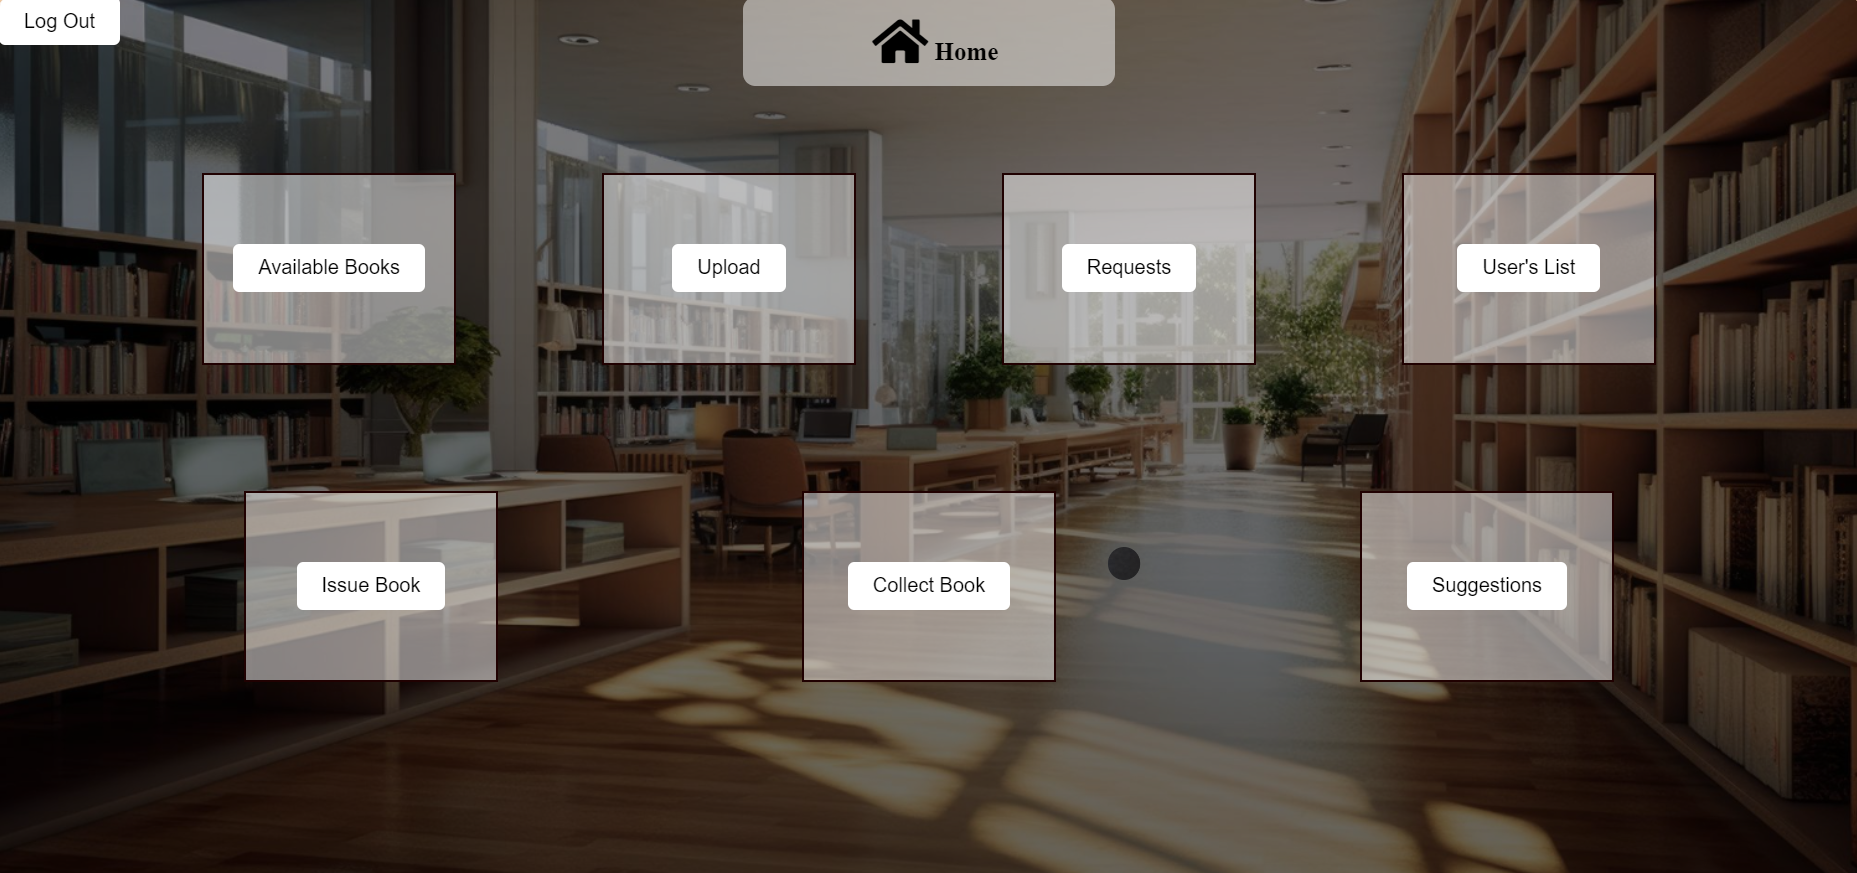 Log Out
Home
Available Books
Upload
Requests
User's List
Issue Book
Collect Book
Suggestions